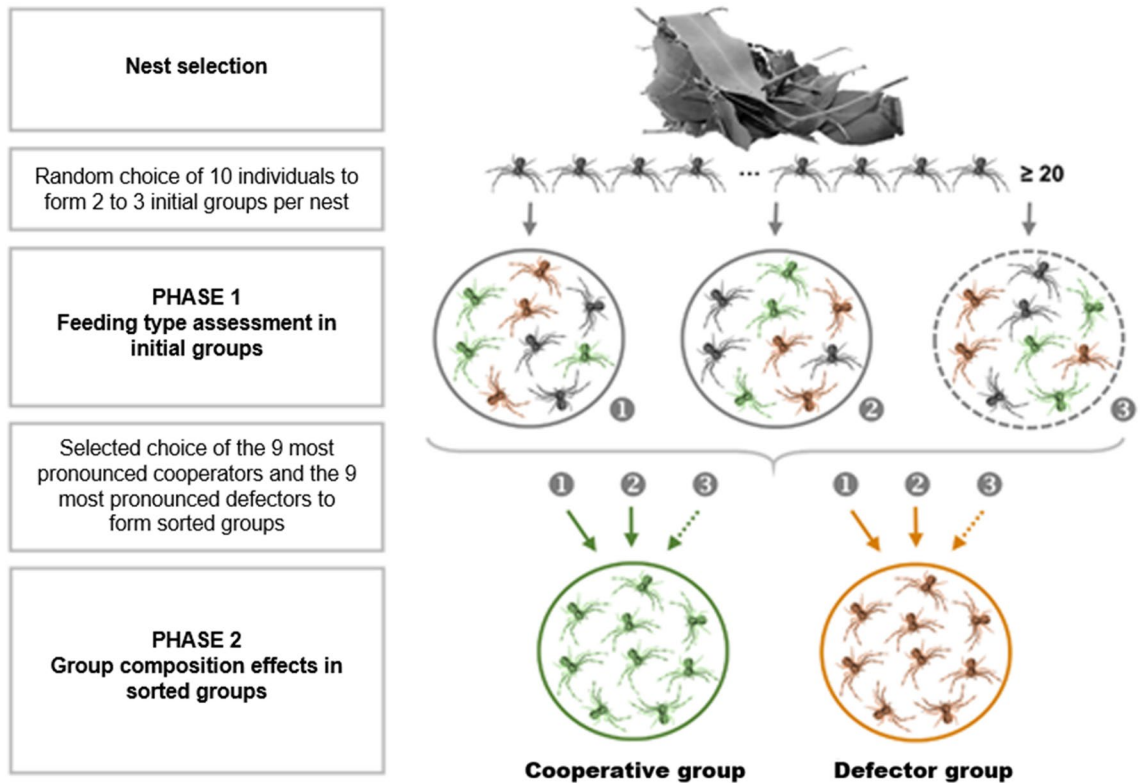 Nest selection
Random choice of 10 individuals to
form 2 to 3 initial groups per nest
... ≥ 20
PHASE 1
Feeding type assessment in
initial groups
1 2 3
Selected choice of the 9 most
pronounced cooperators and the 9
most pronounced defectors to
form sorted groups
1 2 3 1 2 3
PHASE 2
Group composition effects in
sorted groups
Cooperative group Defector group